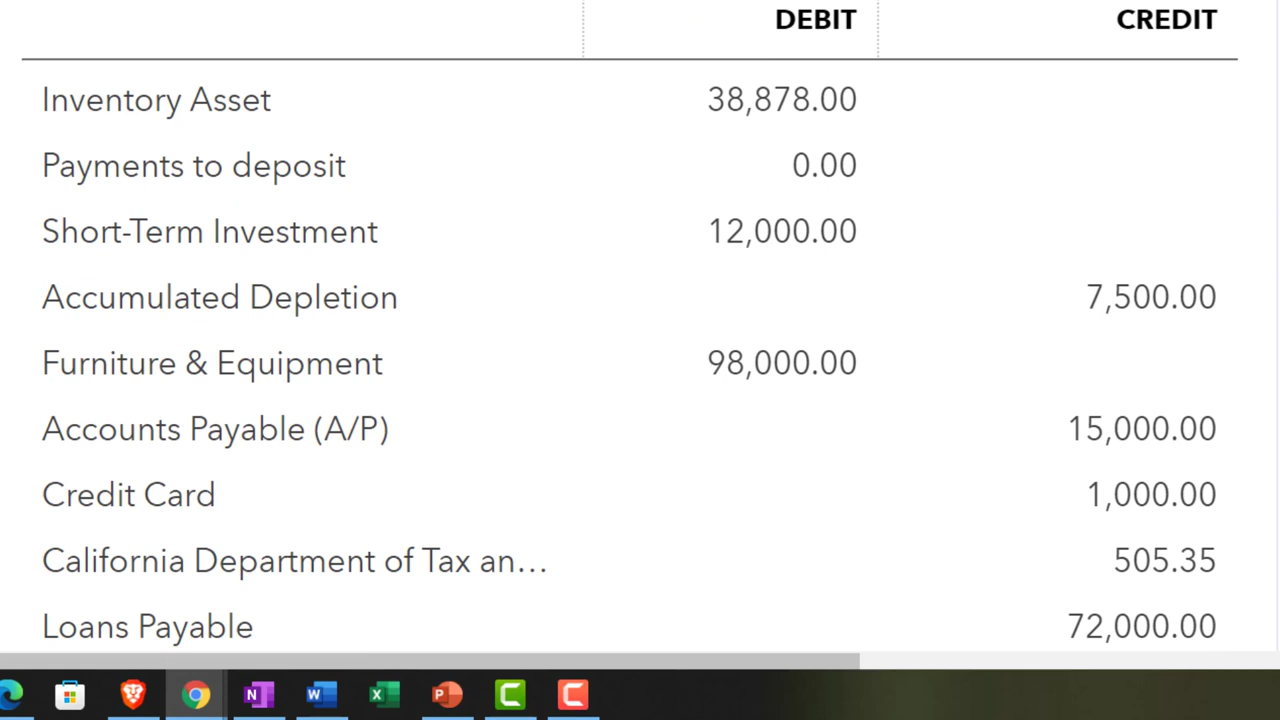 DEBIT CREDIT
Inventory Asset 38,878.00
Payments to deposit 0.00
Short-Term Investment 12,000.00
Accumulated Depletion 7,500.00
Furniture & Equipment 98,000.00
Accounts Payable (A/P) 15,000.00
Credit Card 1,000.00
California Department of Tax an... 505.35
Loans Payable 72,000.00
N W X P C C